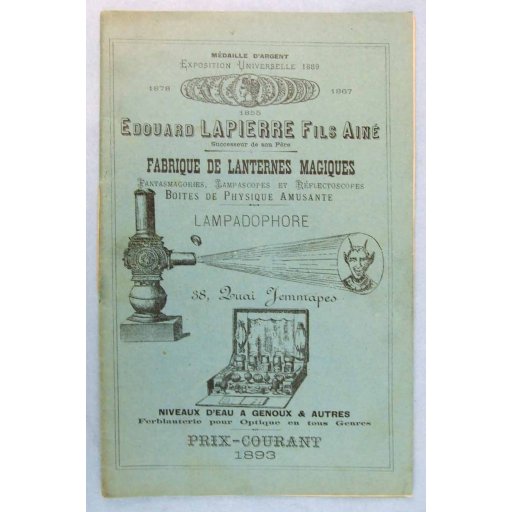 MÉDAILLE D'ARGENT
EXPOSITION UNIVERSELLE 1889
1878 1867
1855
EDOUARD LAPIERRE FILS AINÉ
Successeur de son Père
FABRIQUE DE LANTERNES MAGIQUES
FANTASMAGORIES, LAMPASCOPES ET RÉFLECTOSCOPES
BOITES DE PHYSIQUE AMUSANTE
LAMPADOPHORE
58, Quai Jemmapes
NIVEAUX D'EAU A GENOUX & AUTRES
Ferblanterie pour Optique en tous Genres
PRIX-COURANT
1893